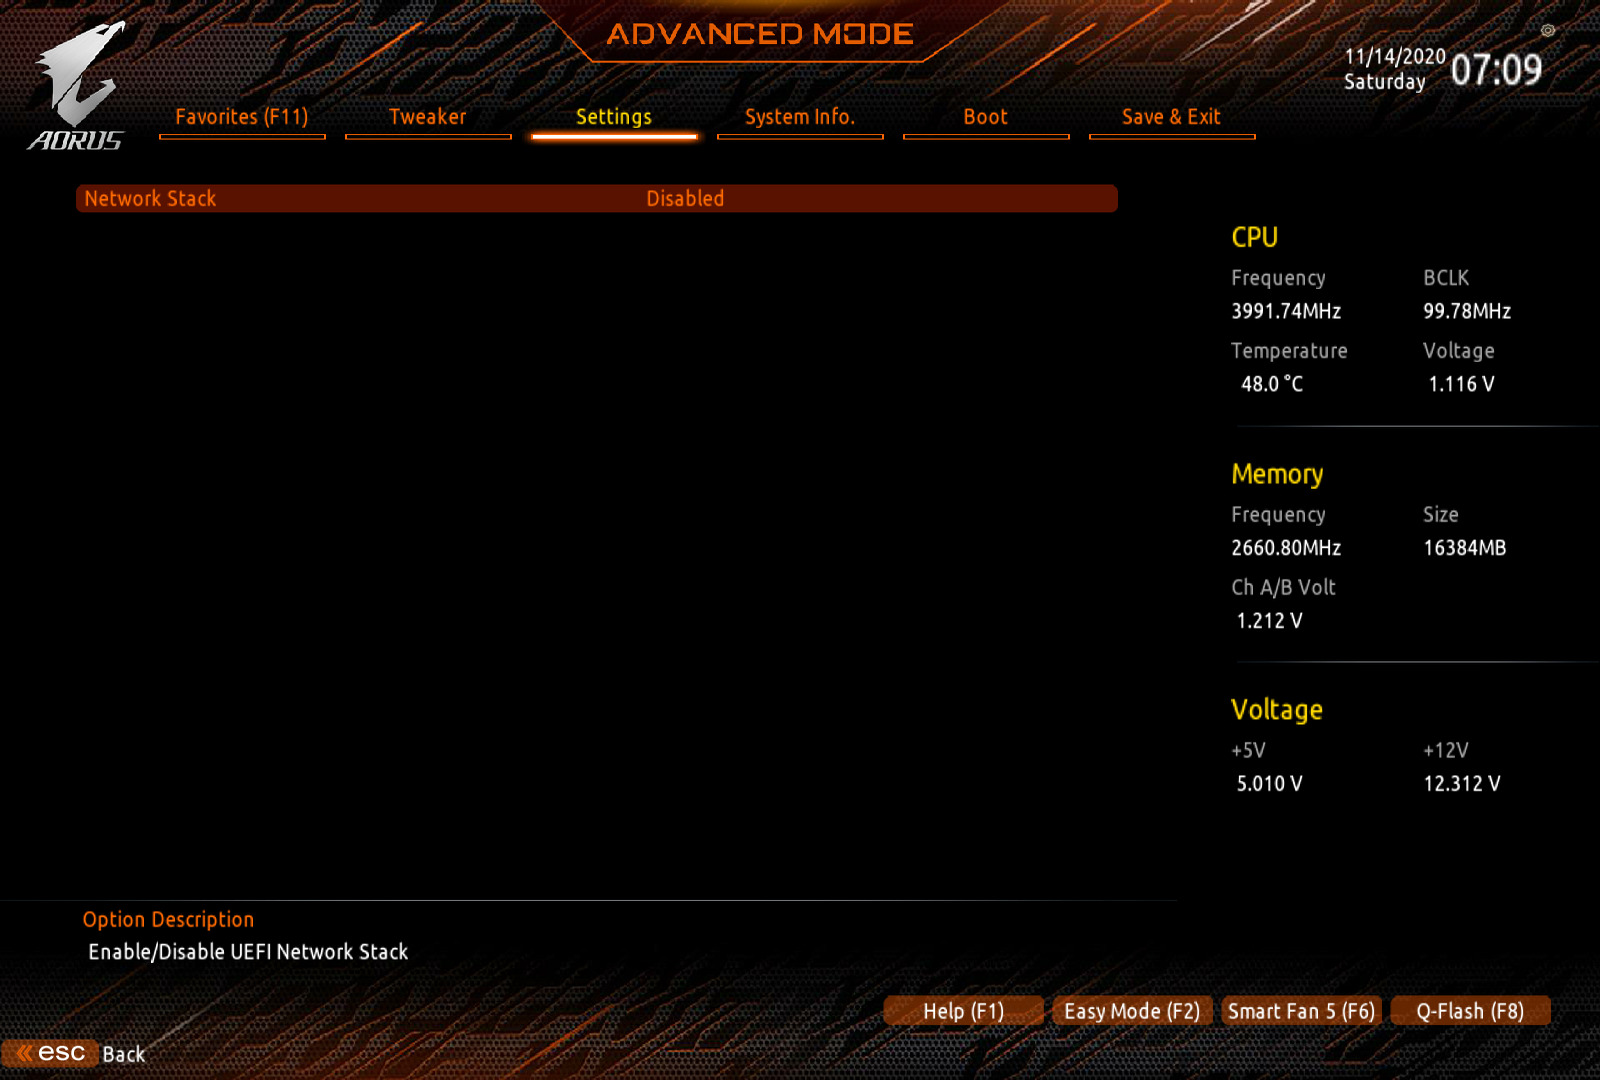 ADVANCED MODE
11/14/2020
Saturday
07:09
AORUS
Favorites (F11)
Tweaker
Settings
System Info.
Boot
Save & Exit
Network Stack
Disabled
CPU
Frequency
BCLK
3991.74MHz
99.78MHz
Temperature
Voltage
48.0 °C
1.116 V
Memory
Frequency
Size
2660.80MHz
16384MB
Ch A/B Volt
1.212 V
Voltage
+5V
+12V
5.010 V
12.312 V
Option Description
Enable/Disable UEFI Network Stack
Help (F1)
Easy Mode (F2)
Smart Fan 5 (F6)
Q-Flash (F8)
esc Back